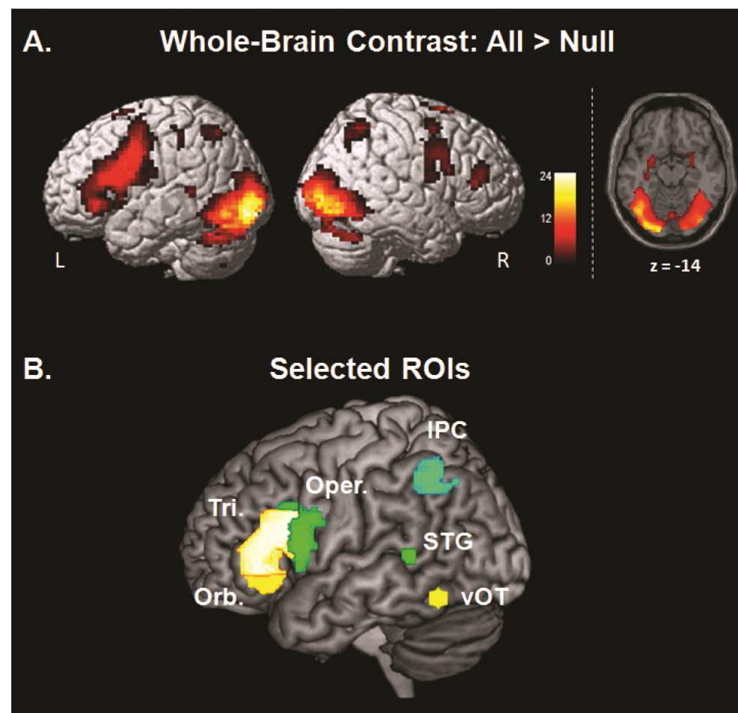 A. Whole-Brain Contrast: All > Null
24
12
0
L
R
z = -14
B. Selected ROIs
IPC
Oper.
Tri.
STG
Orb.
vOT